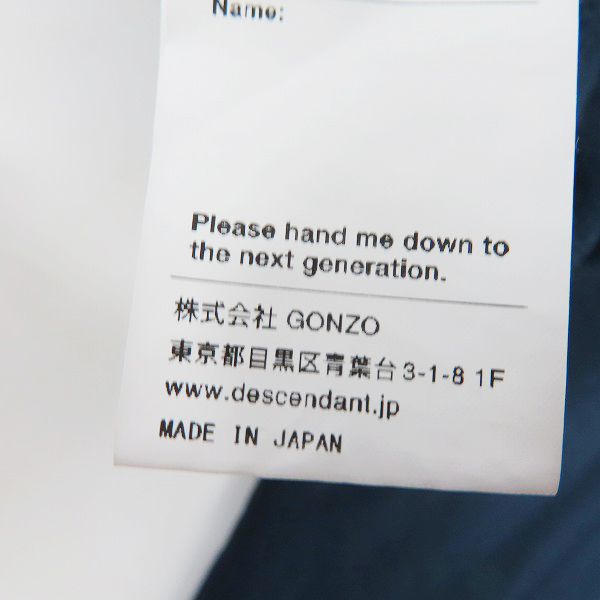 Name:
Please hand me down to
the next generation.
株式会社 GONZO
東京都目黒区青葉台 3-1-8 1F
www.descendant.jp
MADE IN JAPAN